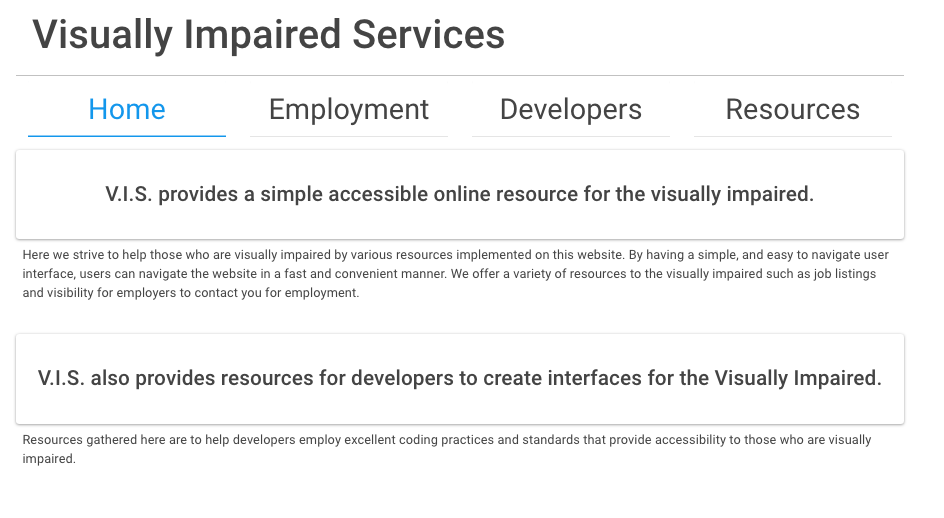 Visually Impaired Services
Home Employment Developers Resources
V.I.S. provides a simple accessible online resource for the visually impaired.
Here we strive to help those who are visually impaired by various resources implemented on this website. By having a simple, and easy to navigate user
interface, users can navigate the website in a fast and convenient manner. We offer a variety of resources to the visually impaired such as job listings
and visibility for employers to contact you for employment.
V.I.S. also provides resources for developers to create interfaces for the Visually Impaired.
Resources gathered here are to help developers employ excellent coding practices and standards that provide accessibility to those who are visually
impaired.